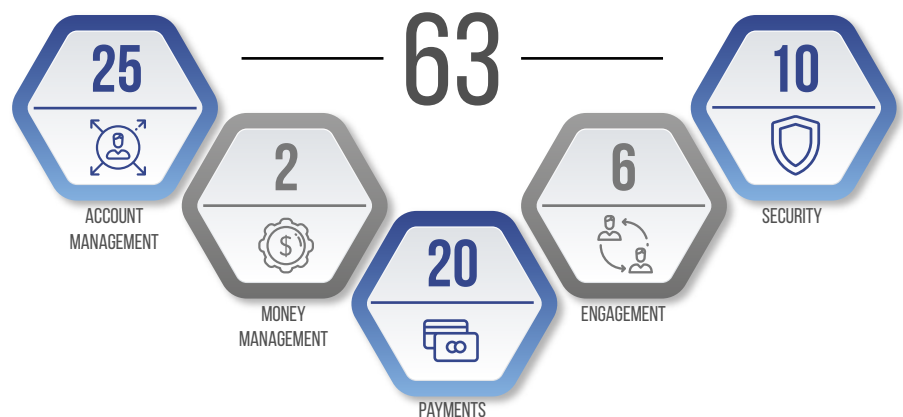 63
25
ACCOUNT
MANAGEMENT
2
$
MONEY
MANAGEMENT
20
PAYMENTS
6
ENGAGEMENT
10
SECURITY